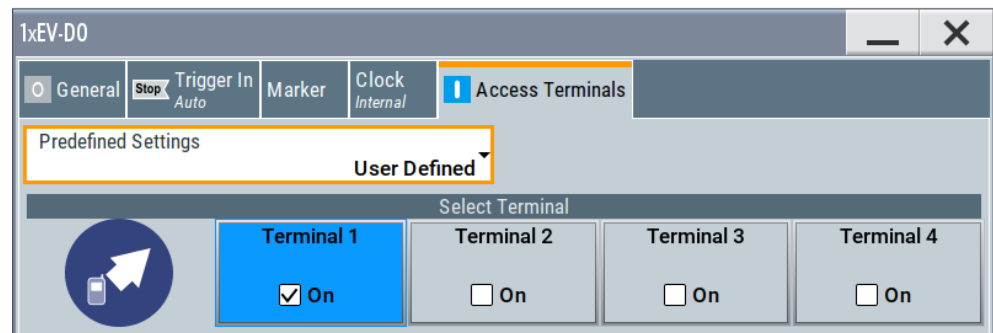 1xEV-DO
O General Stop Trigger In Marker Clock I Access Terminals
Auto Internal
Predefined Settings
User Defined
Select Terminal
Terminal 1 Terminal 2 Terminal 3 Terminal 4
On On On On